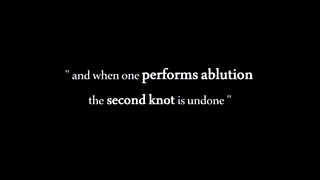 " and when one performs ablution
the second knot is undone "